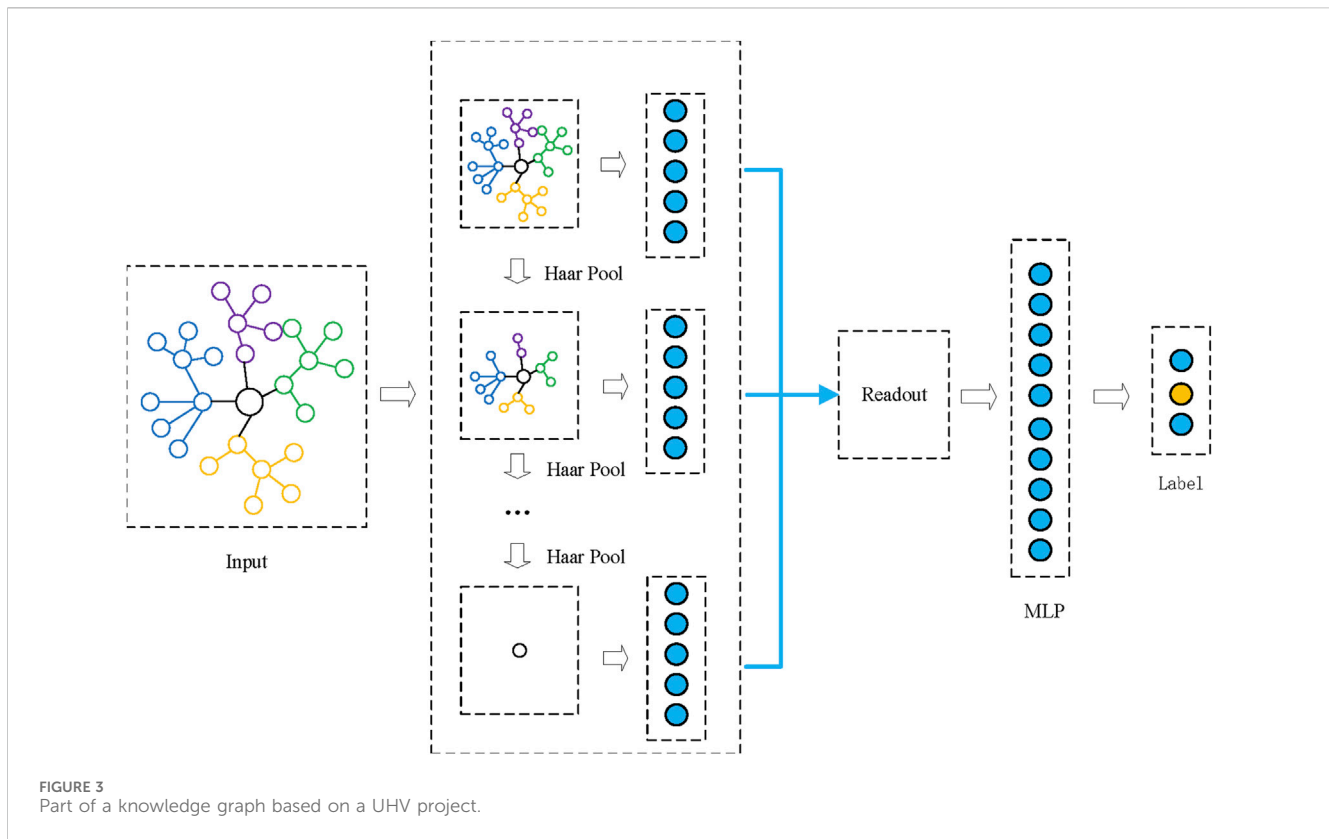 Haar Pool
Haar Pool
...
Haar Pool
Input
Readout
MLP
Label
FIGURE 3
Part of a knowledge graph based on a UHV project.